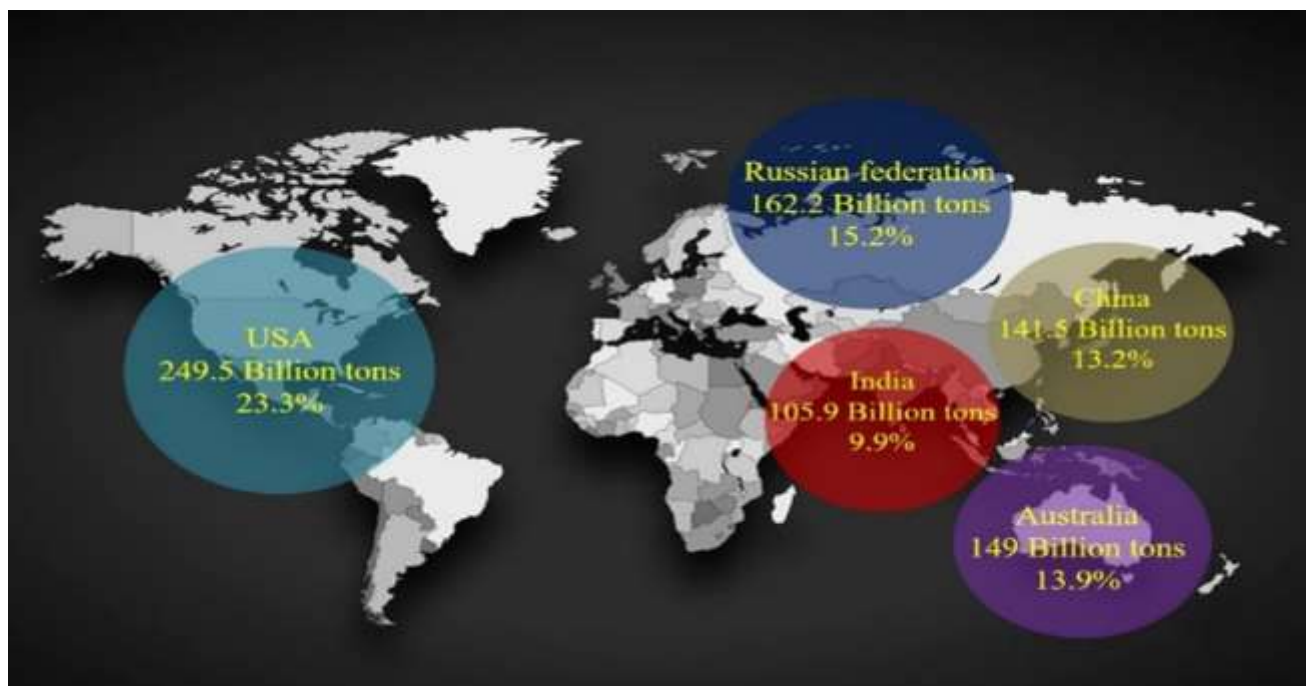 Russian federation
162.2 Billion tons
15.2%
China
141.5 Billion tons
13.2%
USA
249.5 Billion tons
23.3%
India
105.9 Billion tons
9.9%
Australia
149 Billion tons
13.9%